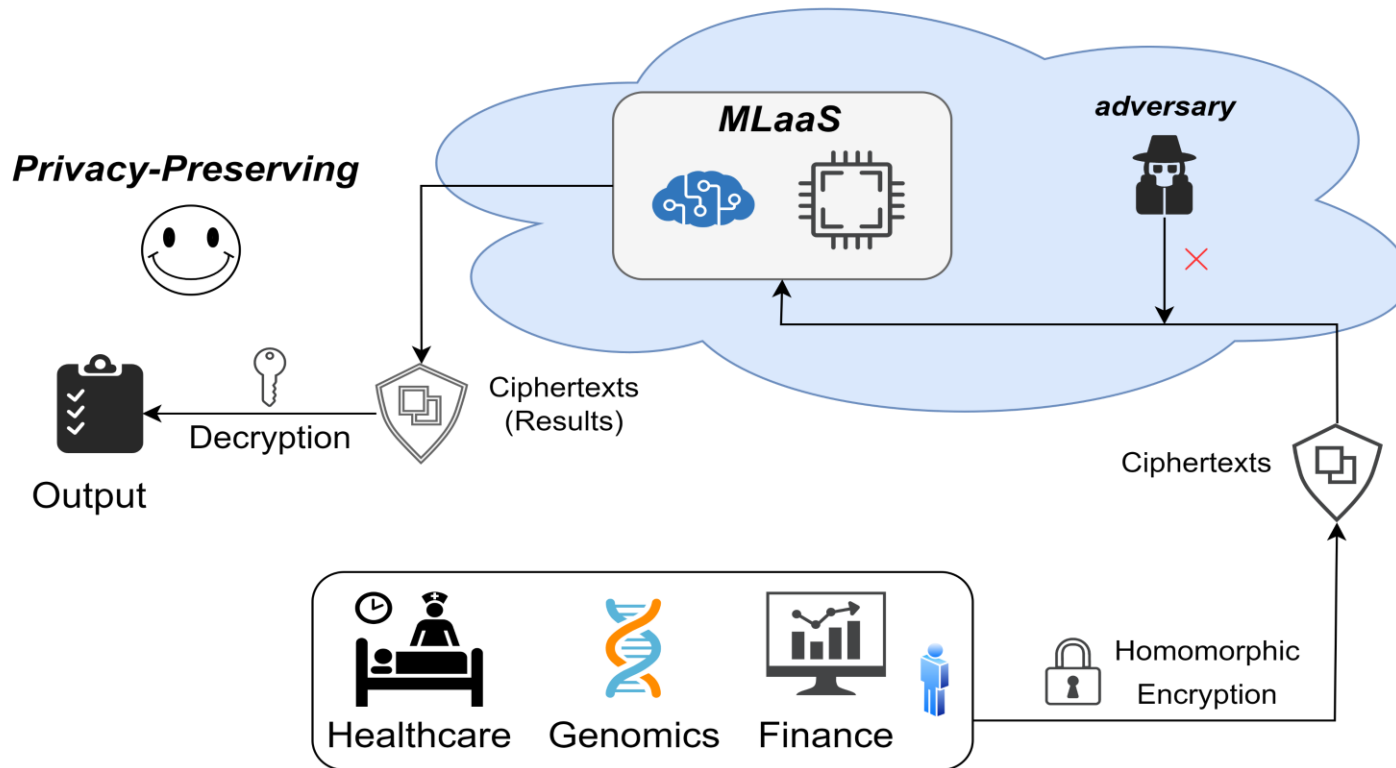 MLaaS
adversary
Privacy-Preserving
Ciphertexts
(Results)
Decryption
Output
Ciphertexts
Homomorphic
Encryption
Healthcare
Genomics
Finance